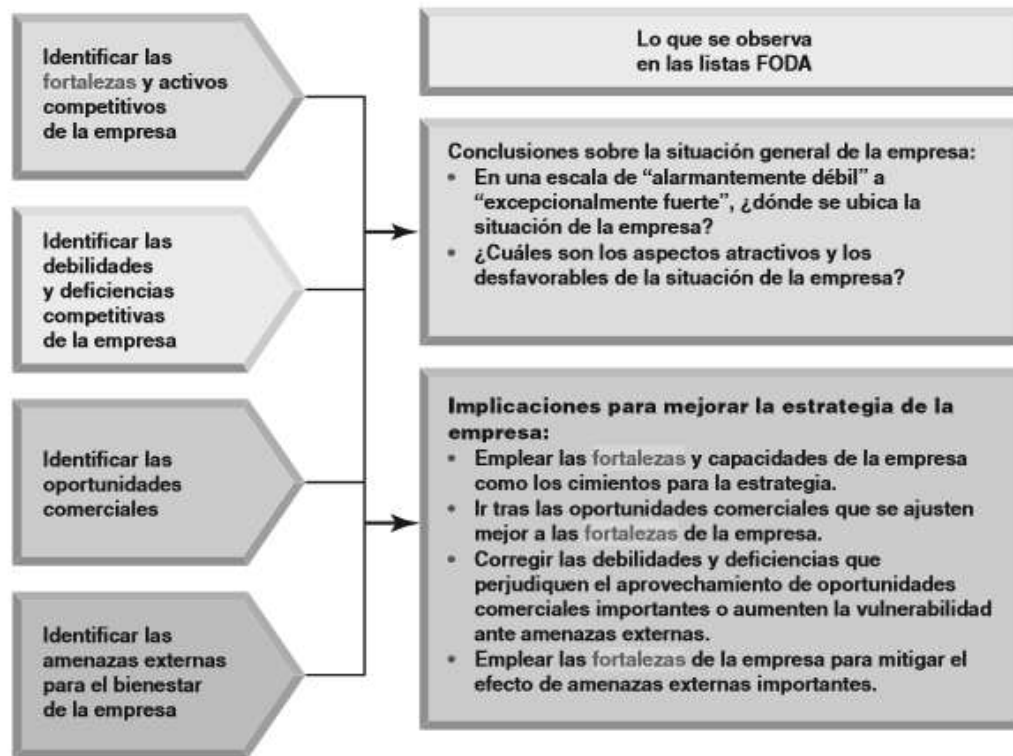 Identificar las
fortalezas y activos
competitivos
de la empresa
Identificar las
debilidades
y deficiencias
competitivas
de la empresa
Identificar las
oportunidades
comerciales
Identificar las
amenazas externas
para el bienestar
de la empresa
Lo que se observa
en las listas FODA
Conclusiones sobre la situación general de la empresa:
• En una escala de “alarmantemente débil” a
“excepcionalmente fuerte”, ¿dónde se ubica la
situación de la empresa?
• ¿Cuáles son los aspectos atractivos y los
desfavorables de la situación de la empresa?
Implicaciones para mejorar la estrategia de la
empresa:
• Emplear las fortalezas y capacidades de la empresa
como los cimientos para la estrategia.
• Ir tras las oportunidades comerciales que se ajusten
mejor a las fortalezas de la empresa.
• Corregir las debilidades y deficiencias que
perjudiquen el aprovechamiento de oportunidades
comerciales importantes o aumenten la vulnerabilidad
ante amenazas externas.
• Emplear las fortalezas de la empresa para mitigar el
efecto de amenazas externas importantes.